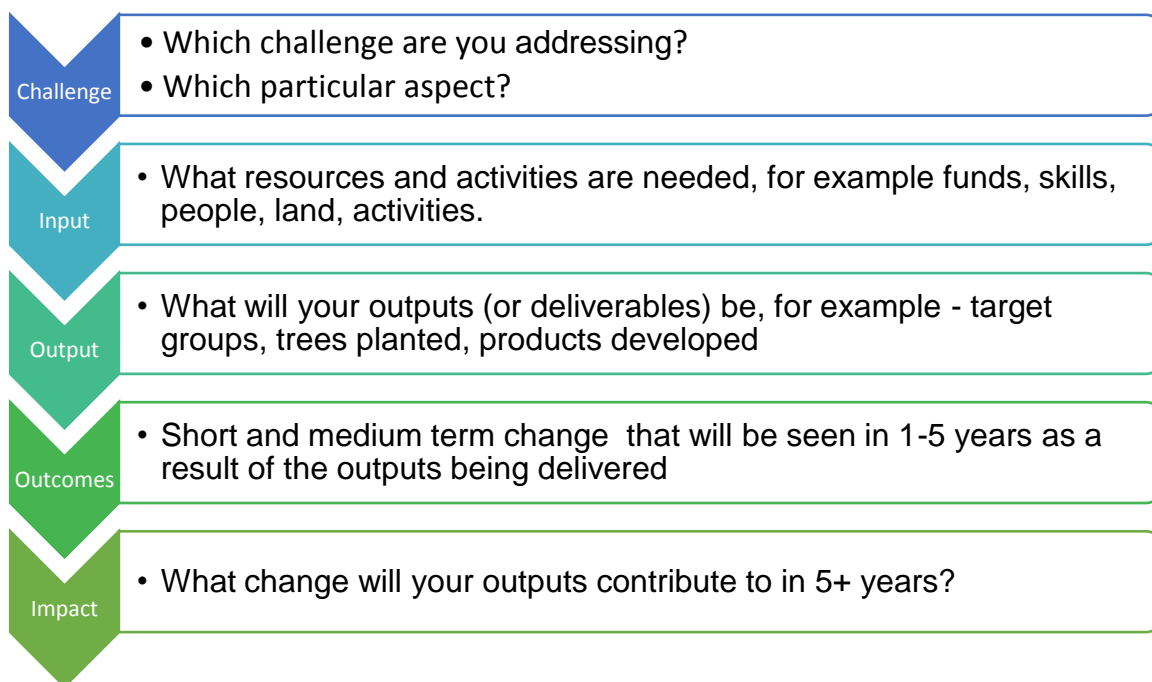 Challenge
• Which challenge are you addressing?
• Which particular aspect?
Input
• What resources and activities are needed, for example funds, skills,
people, land, activities.
Output
• What will your outputs (or deliverables) be, for example - target
groups, trees planted, products developed
Outcomes
• Short and medium term change  that will be seen in 1-5 years as a
result of the outputs being delivered
Impact
• What change will your outputs contribute to in 5+ years?